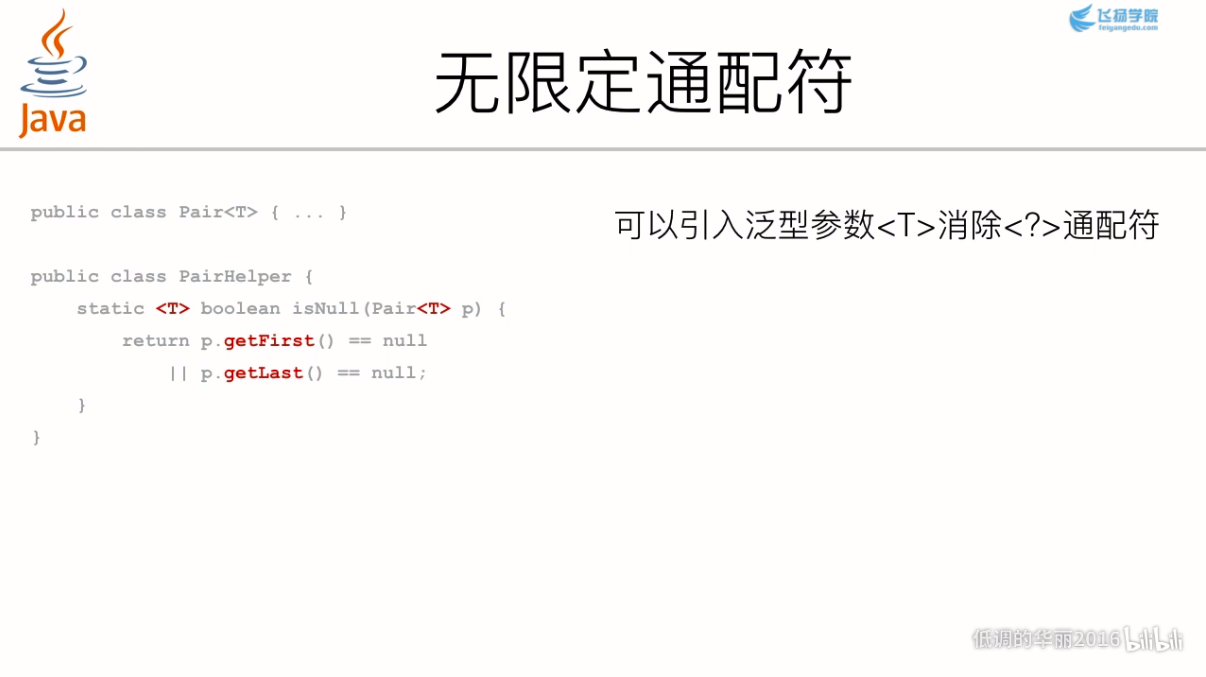 Java
飞扬学院
feiyangedu.com
无限定通配符
public class Pair<T> { ... }
public class PairHelper {
static <T> boolean isNull(Pair<T> p) {
return p.getFirst() == null
|| p.getLast() == null;
}
}
可以引入泛型参数<T>消除<?>通配符
低调的华丽2016 bilibili